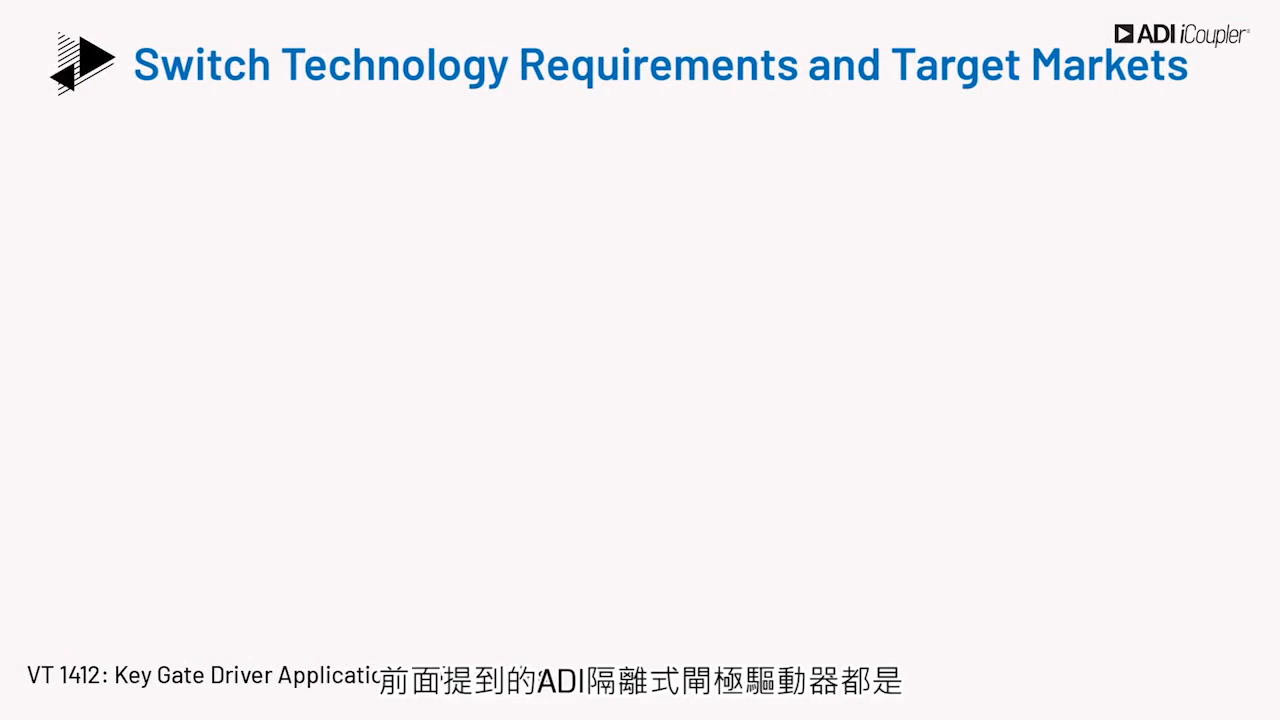 ADI iCoupler®
Switch Technology Requirements and Target Markets
VT 1412: Key Gate Driver
前面提到的ADI隔離式閘極驅動器都是